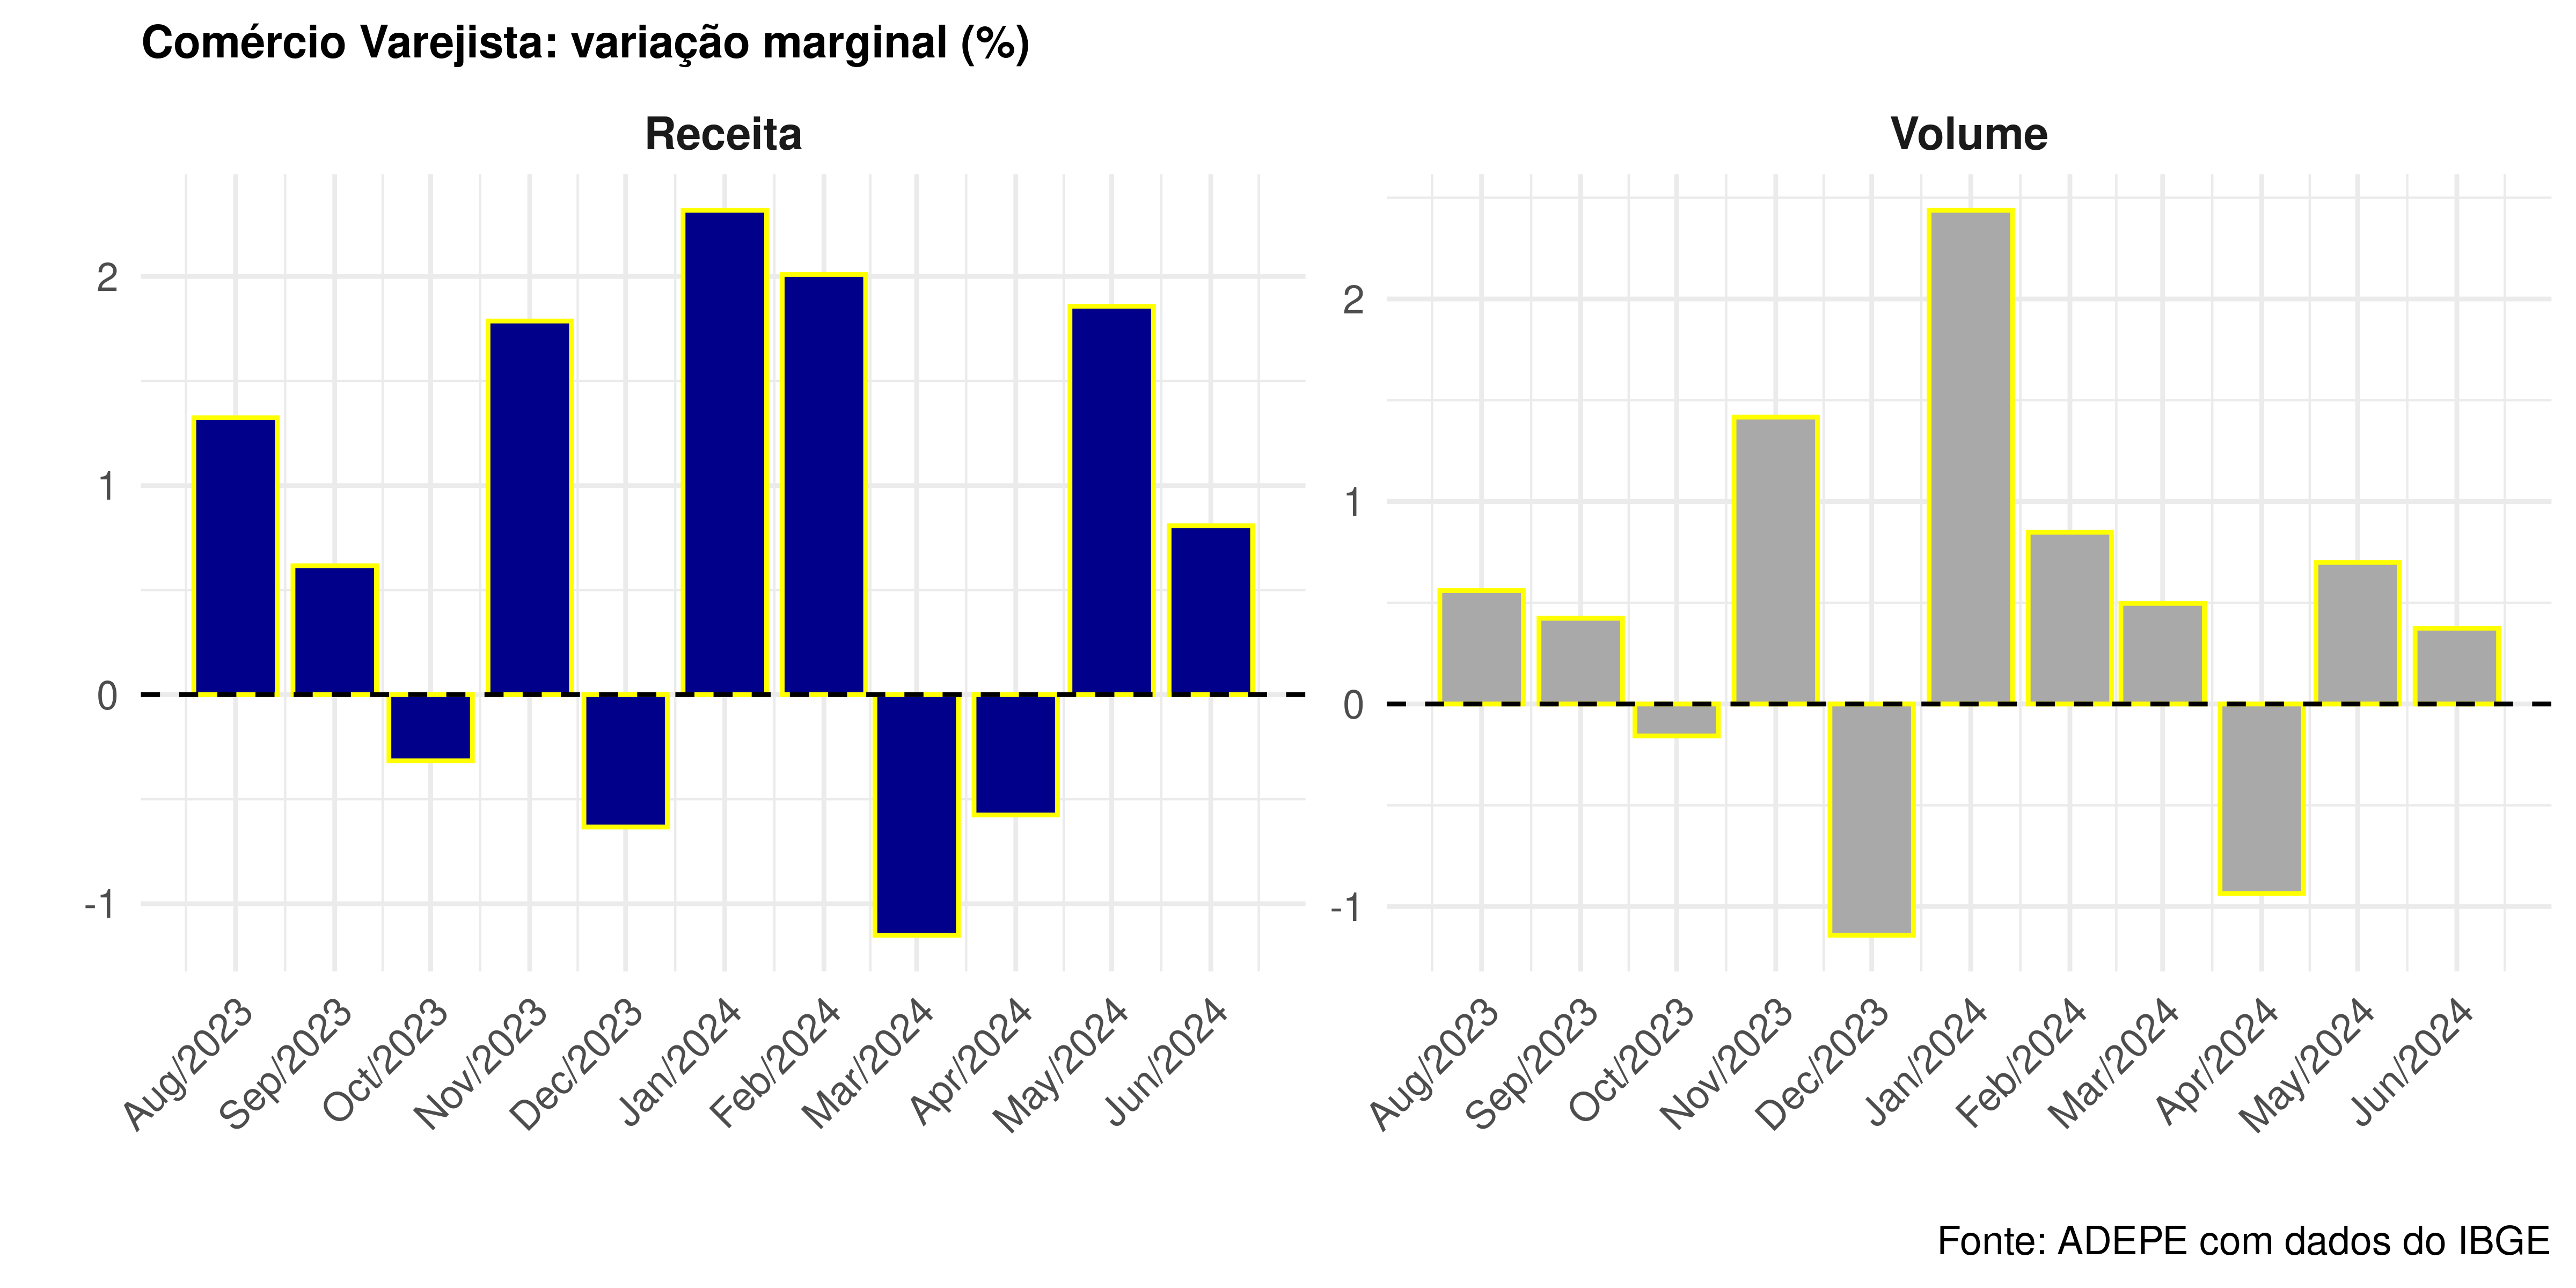 Comércio Varejista: variação marginal (%)
Receita
2
1
0
-1
Aug/2023
Sep/2023
Oct/2023
Nov/2023
Dec/2023
Jan/2024
Feb/2024
Mar/2024
Apr/2024
May/2024
Jun/2024
Volume
2
1
0
-1
Aug/2023
Sep/2023
Oct/2023
Nov/2023
Dec/2023
Jan/2024
Feb/2024
Mar/2024
Apr/2024
May/2024
Jun/2024
Fonte: ADEPE com dados do IBGE